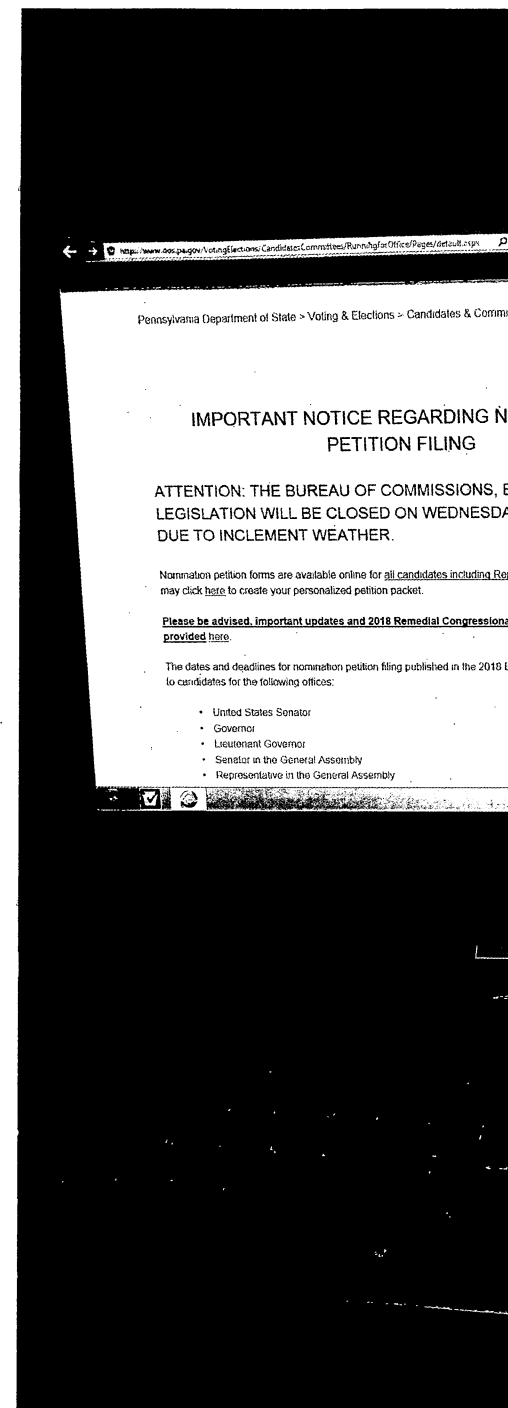 http://www.dos.pa.gov/VotingElections/CandidatesCommittees/RunningforOffice/Pages/default.aspx
Pennsylvania Department of State > Voting & Elections > Candidates & Commi
IMPORTANT NOTICE REGARDING N
PETITION FILING
ATTENTION: THE BUREAU OF COMMISSIONS, E
LEGISLATION WILL BE CLOSED ON WEDNESDA
DUE TO INCLEMENT WEATHER.
Nomination petition forms are available online for all candidates including Rep
may click here to create your personalized petition packet.
Please be advised, important updates and 2018 Remedial Congressiona
provided here.
The dates and deadlines for nomination petition filing published in the 2018 E
to candidates for the following offices:
• United States Senator
• Governor
• Lieutenant Governor
• Senator in the General Assembly
• Representative in the General Assembly